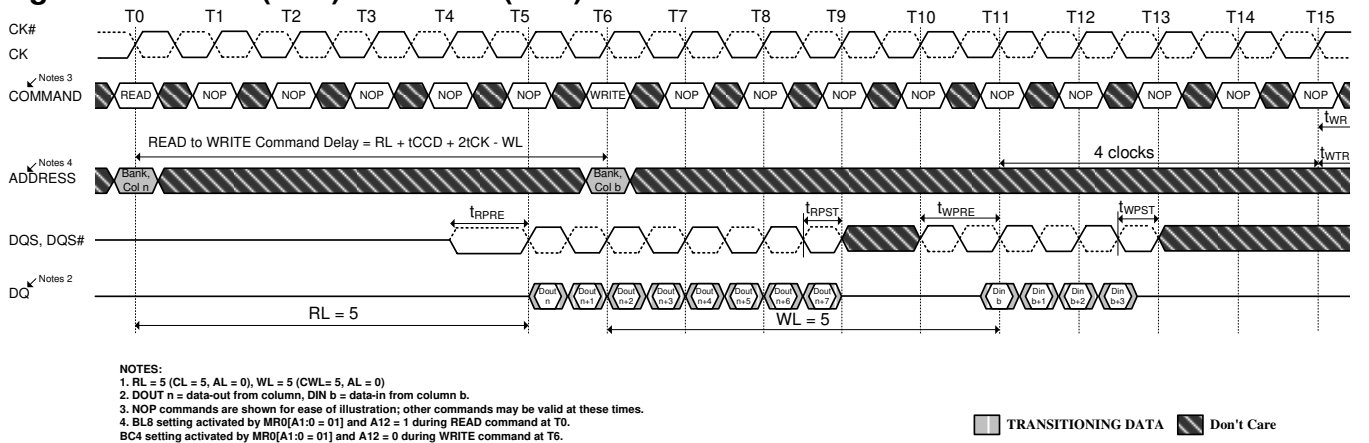 T0 T1 T2 T3 T4 T5 T6 T7 T8 T9 T10 T11 T12 T13 T14 T15
CK#
CK
Notes 3
COMMAND
READ NOP NOP NOP NOP NOP WRITE NOP NOP NOP NOP NOP NOP NOP NOP NOP
tWR
READ to WRITE Command Delay = RL + tCCD + 2tCK - WL
4 clocks
tWTR
Notes 4
ADDRESS
Bank, Col n
Bank, Col b
tRPRE tRPST tWPRE tWPST
DQS, DQS#
Notes 2
DQ
Dout n Dout n+1 Dout n+2 Dout n+3 Dout n+4 Dout n+5 Dout n+6 Dout n+7 Din b Din b+1 Din b+2 Din b+3
RL = 5 WL = 5
NOTES:
1. RL = 5 (CL = 5, AL = 0), WL = 5 (CWL= 5, AL = 0)
2. DOUT n = data-out from column, DIN b = data-in from column b.
3. NOP commands are shown for ease of illustration; other commands may be valid at these times.
4. BL8 setting activated by MR0[A1:0 = 01] and A12 = 1 during READ command at T0.
BC4 setting activated by MR0[A1:0 = 01] and A12 = 0 during WRITE command at T6.
TRANSITIONING DATA Don't Care